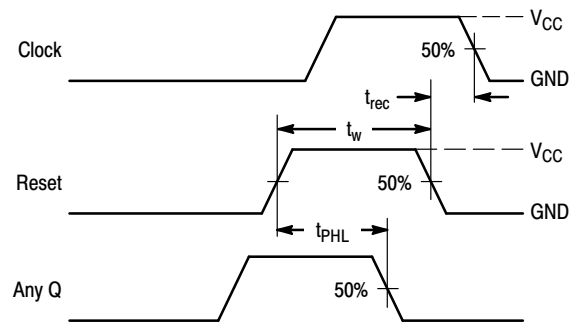 V_CC
Clock
50%
GND
t_rec
t_w
V_CC
Reset
50%
GND
t_PHL
Any Q
50%